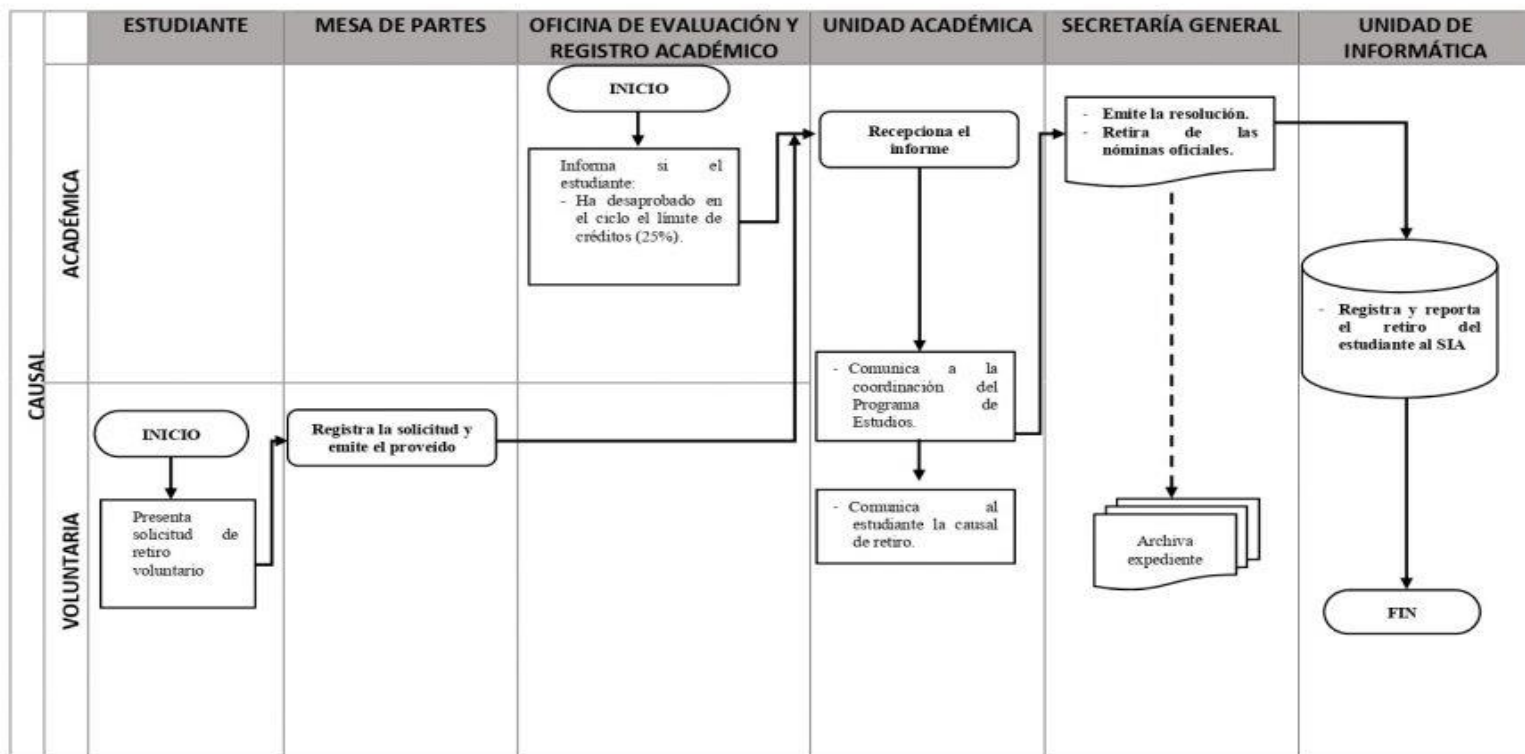 ESTUDIANTE
MESA DE PARTES
OFICINA DE EVALUACIÓN Y
REGISTRO ACADÉMICO
UNIDAD ACADÉMICA
SECRETARÍA GENERAL
UNIDAD DE
INFORMÁTICA
CAUSAL
ACADÉMICA
INICIO
Informa si el
estudiante:
- Ha desaprobado en
el ciclo el límite de
créditos (25%).
Recepciona el
informe
- Comunica a la
coordinación del
Programa de
Estudios.
- Emite la resolución.
- Retira de las
nóminas oficiales.
- Registra y reporta
el retiro del
estudiante al SIA
VOLUNTARIA
INICIO
Presenta
solicitud de
retiro
voluntario
Registra la solicitud y
emite el proveído
- Comunica al
estudiante la causal
de retiro.
Archiva
expediente
FIN